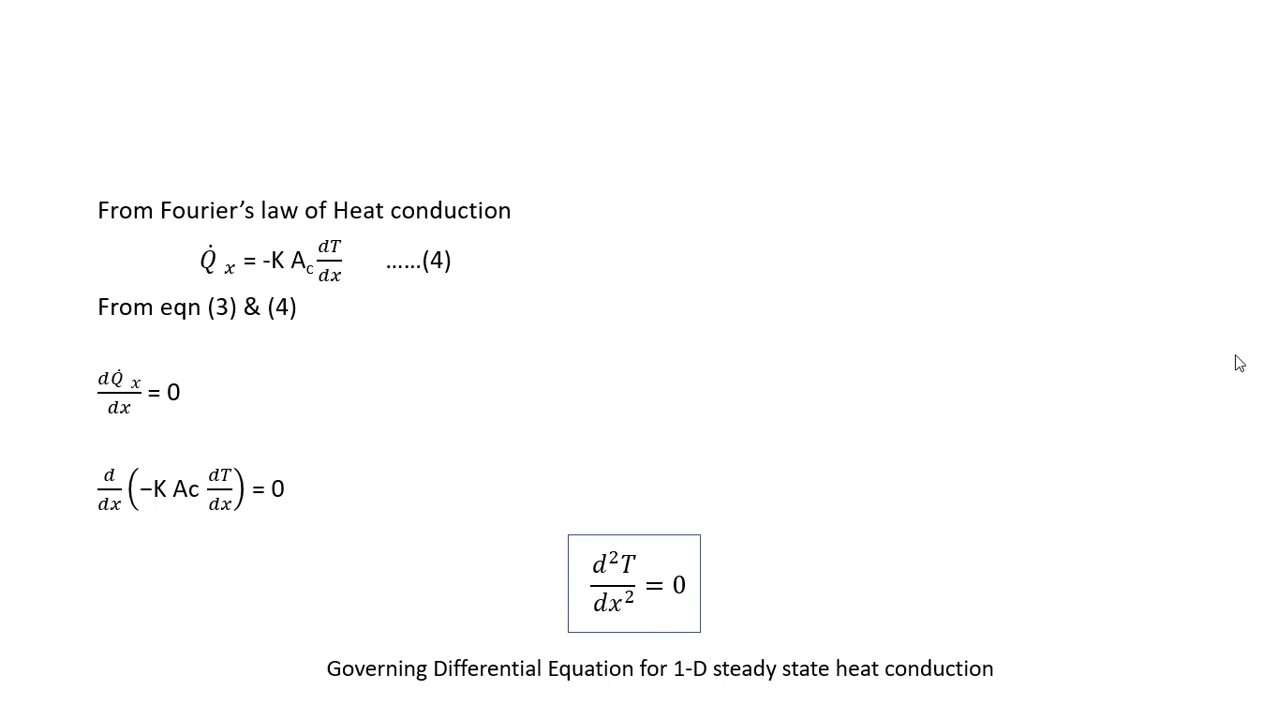 From Fourier’s law of Heat conduction
Q̇ x = -K Ac dT/dx ......(4)
From eqn (3) & (4)
dQ̇ x/dx = 0
d/dx (−K Ac dT/dx) = 0
d²T/dx² = 0
Governing Differential Equation for 1-D steady state heat conduction